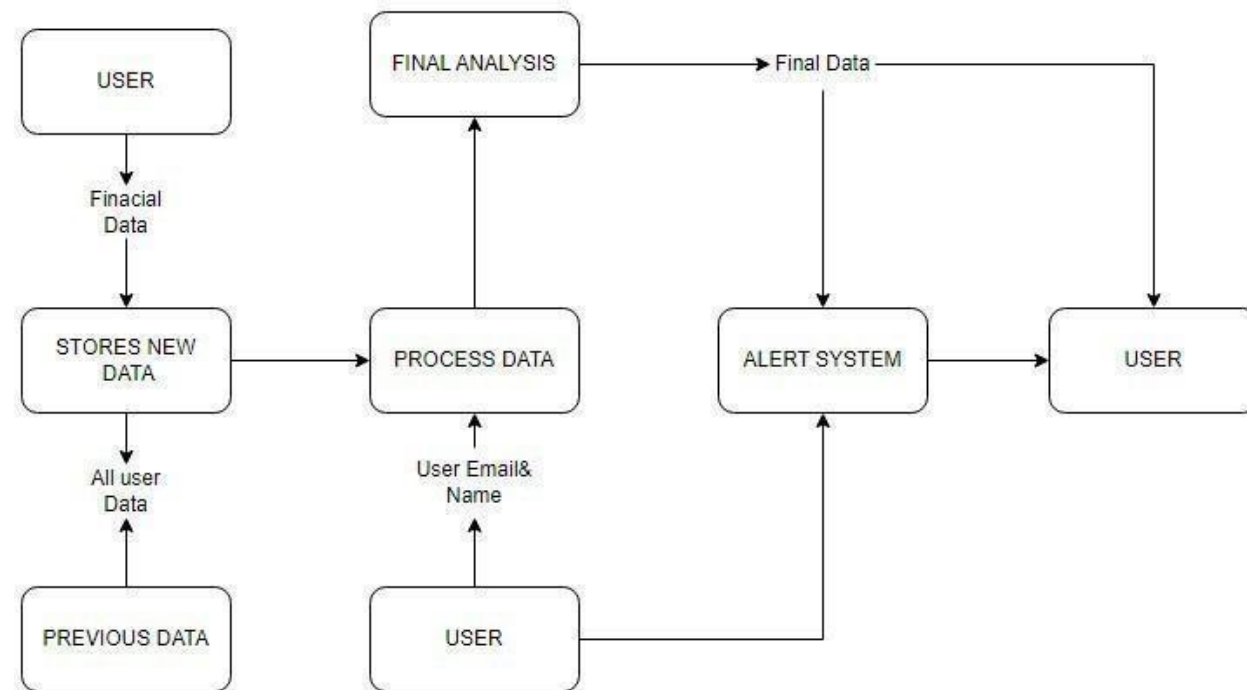 USER
Finacial
Data
STORES NEW
DATA
All user
Data
PREVIOUS DATA
FINAL ANALYSIS
PROCESS DATA
User Email&
Name
USER
Final Data
ALERT SYSTEM
USER